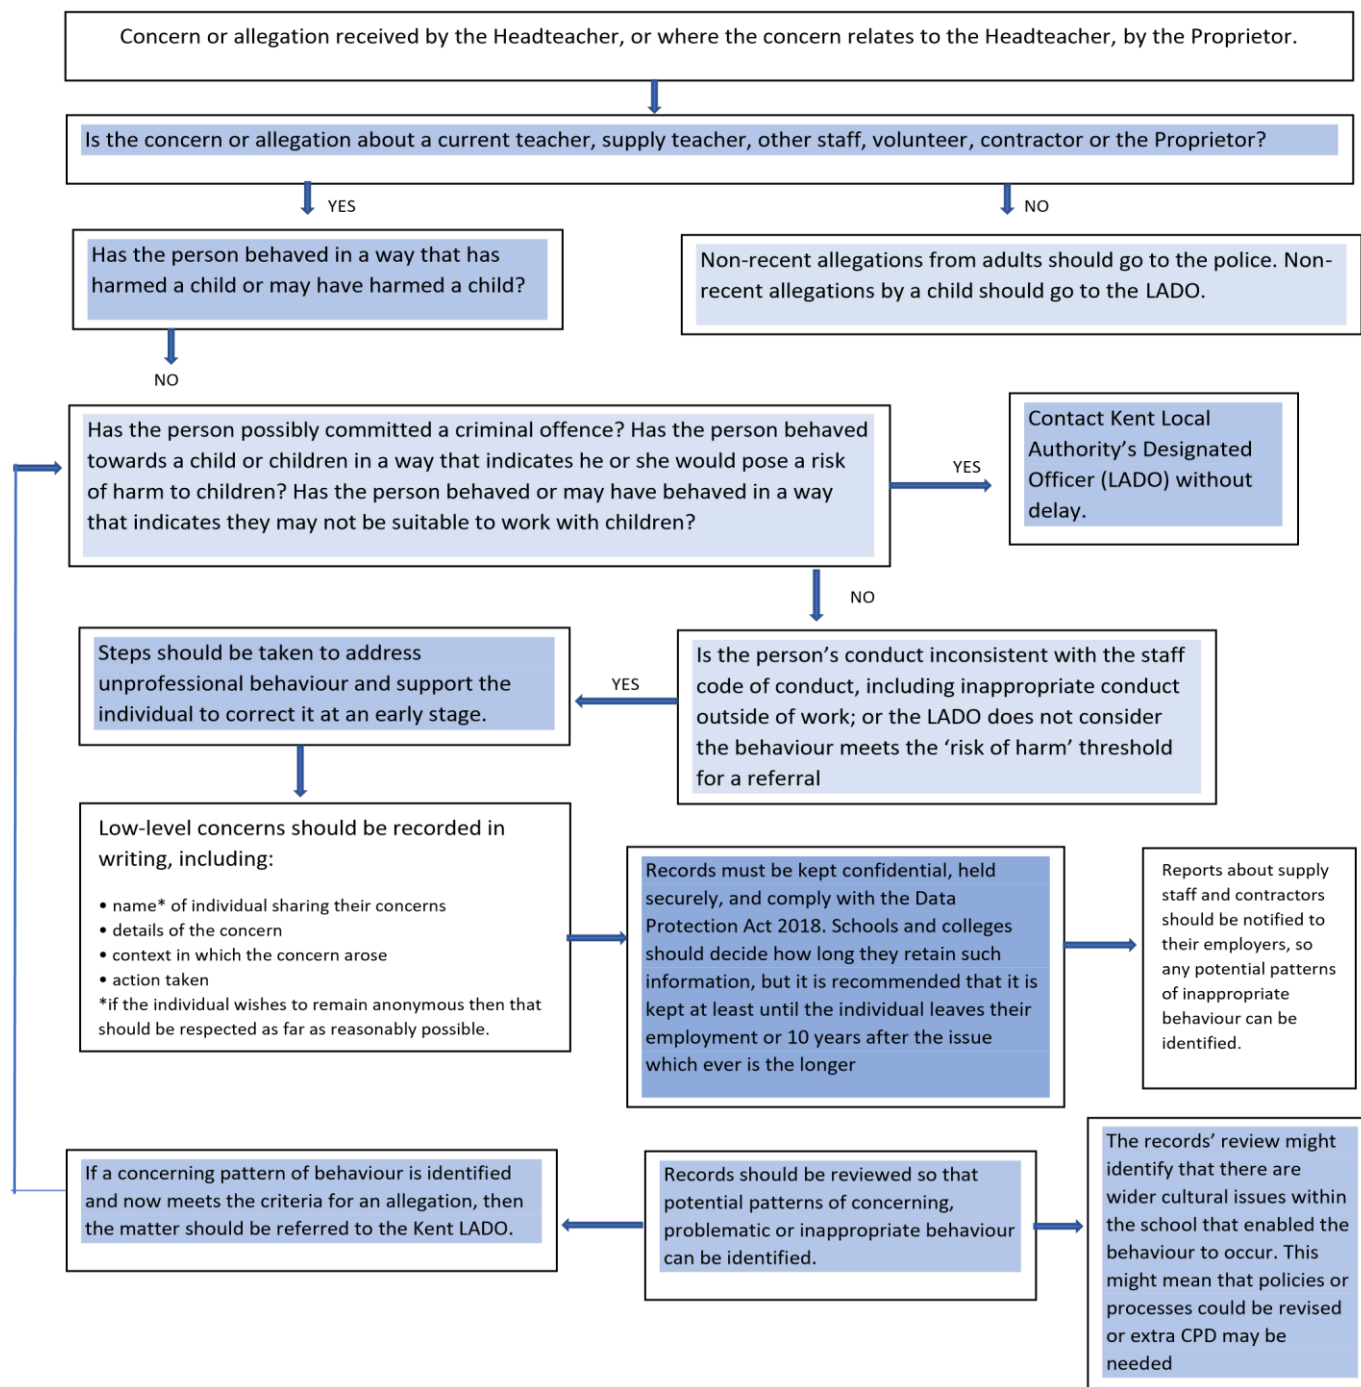 Concern or allegation received by the Headteacher, or where the concern relates to the Headteacher, by the Proprietor.
Is the concern or allegation about a current teacher, supply teacher, other staff, volunteer, contractor or the Proprietor?
YES
NO
Has the person behaved in a way that has
harmed a child or may have harmed a child?
Non-recent allegations from adults should go to the police. Non-
recent allegations by a child should go to the LADO.
NO
Has the person possibly committed a criminal offence? Has the person behaved
towards a child or children in a way that indicates he or she would pose a risk
of harm to children? Has the person behaved or may have behaved in a way
that indicates they may not be suitable to work with children?
YES
Contact Kent Local
Authority’s Designated
Officer (LADO) without
delay.
NO
Steps should be taken to address
unprofessional behaviour and support the
individual to correct it at an early stage.
YES
Is the person’s conduct inconsistent with the staff
code of conduct, including inappropriate conduct
outside of work; or the LADO does not consider
the behaviour meets the ‘risk of harm’ threshold
for a referral
Low-level concerns should be recorded in
writing, including:
• name* of individual sharing their concerns
• details of the concern
• context in which the concern arose
• action taken
*if the individual wishes to remain anonymous then that
should be respected as far as reasonably possible.
Records must be kept confidential, held
securely, and comply with the Data
Protection Act 2018. Schools and colleges
should decide how long they retain such
information, but it is recommended that it is
kept at least until the individual leaves their
employment or 10 years after the issue
which ever is the longer
Reports about supply
staff and contractors
should be notified to
their employers, so
any potential patterns
of inappropriate
behaviour can be
identified.
If a concerning pattern of behaviour is identified
and now meets the criteria for an allegation, then
the matter should be referred to the Kent LADO.
Records should be reviewed so that
potential patterns of concerning,
problematic or inappropriate behaviour
can be identified.
The records’ review might
identify that there are
wider cultural issues within
the school that enabled the
behaviour to occur. This
might mean that policies or
processes could be revised
or extra CPD may be
needed